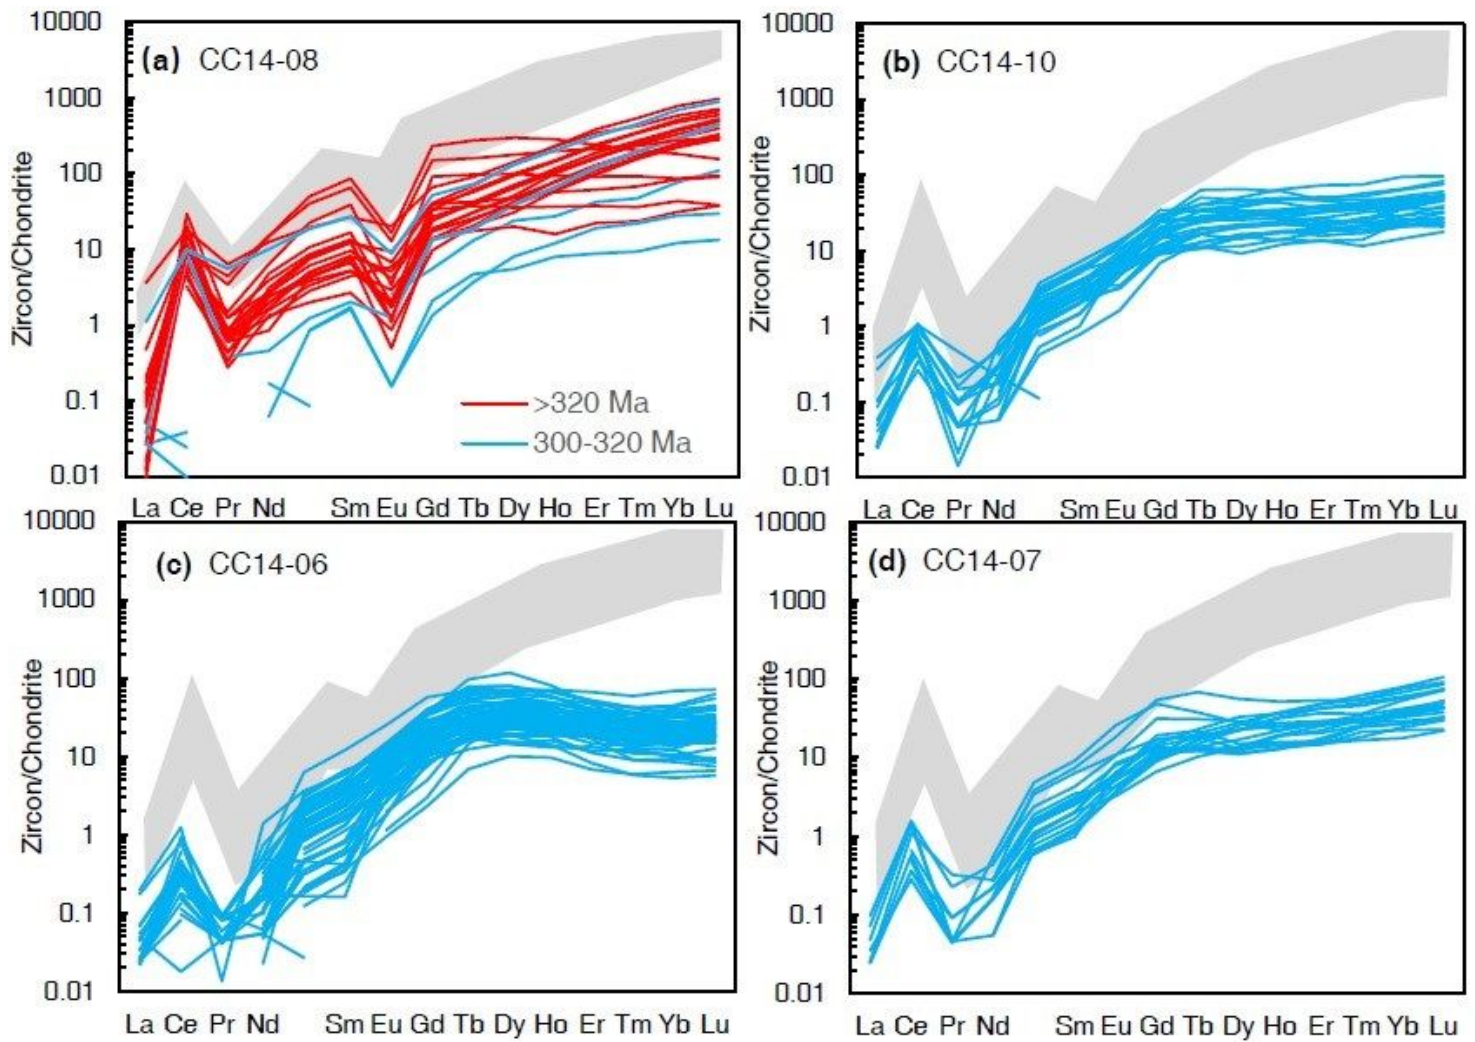 (a) CC14-08
Zircon/Chondrite
10000
1000
100
10
1
0.1
0.01
>320 Ma
300-320 Ma
La Ce Pr Nd Sm Eu Gd Tb Dy Ho Er Tm Yb Lu
(b) CC14-10
Zircon/Chondrite
10000
1000
100
10
1
0.1
0.01
La Ce Pr Nd Sm Eu Gd Tb Dy Ho Er Tm Yb Lu
(c) CC14-06
Zircon/Chondrite
10000
1000
100
10
1
0.1
0.01
La Ce Pr Nd Sm Eu Gd Tb Dy Ho Er Tm Yb Lu
(d) CC14-07
Zircon/Chondrite
10000
1000
100
10
1
0.1
0.01
La Ce Pr Nd Sm Eu Gd Tb Dy Ho Er Tm Yb Lu